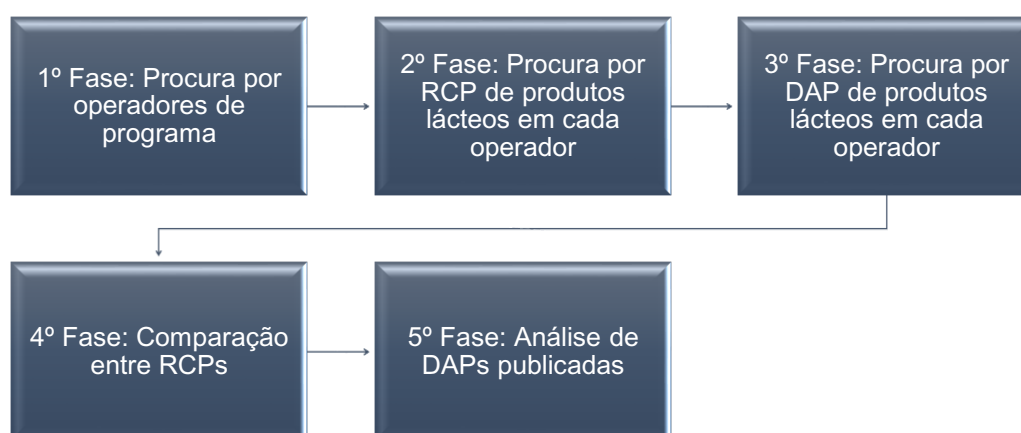 1º Fase: Procura por
operadores de
programa
2º Fase: Procura por
RCP de produtos
lácteos em cada
operador
3º Fase: Procura por
DAP de produtos
lácteos em cada
operador
4º Fase: Comparação
entre RCPs
5º Fase: Análise de
DAPs publicadas